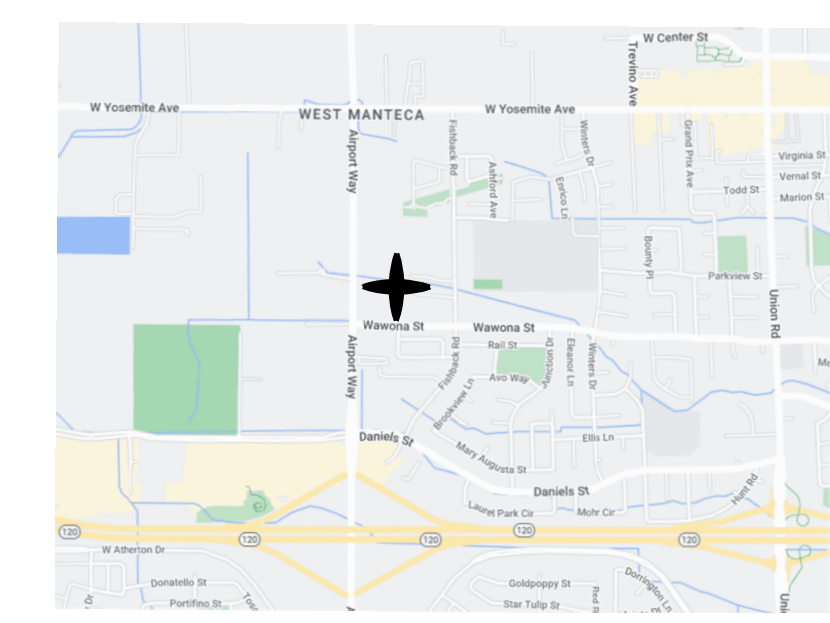 W Center St
Trevino Ave
W Yosemite Ave
W Yosemite Ave
WEST MANTECA
Airport Way
Fishback Rd
Winters Dr
Grand Prix Ave
Virginia St
Vernal St
Ashford Ave
Enrico Ln
Todd St
Marion St
Bounty Pl
Parkview St
Union Rd
Wawona St
Wawona St
Airport Way
Fishback Rd
Rail St
Junction Dr
Eleanor Ln
Winters Dr
Me
Avo Way
Brookview Ln
Daniels St
Ellis Ln
Mary Augusta St
Daniels St
Hunt Rd
Laurel Park Cir
Mohr Cir
120
120
120
120
120
W Atherton Dr
Donatello St
Goldpoppy St
Dorrington Ln
Portifino St
Star Tulip St
Red R
Dr
Uni